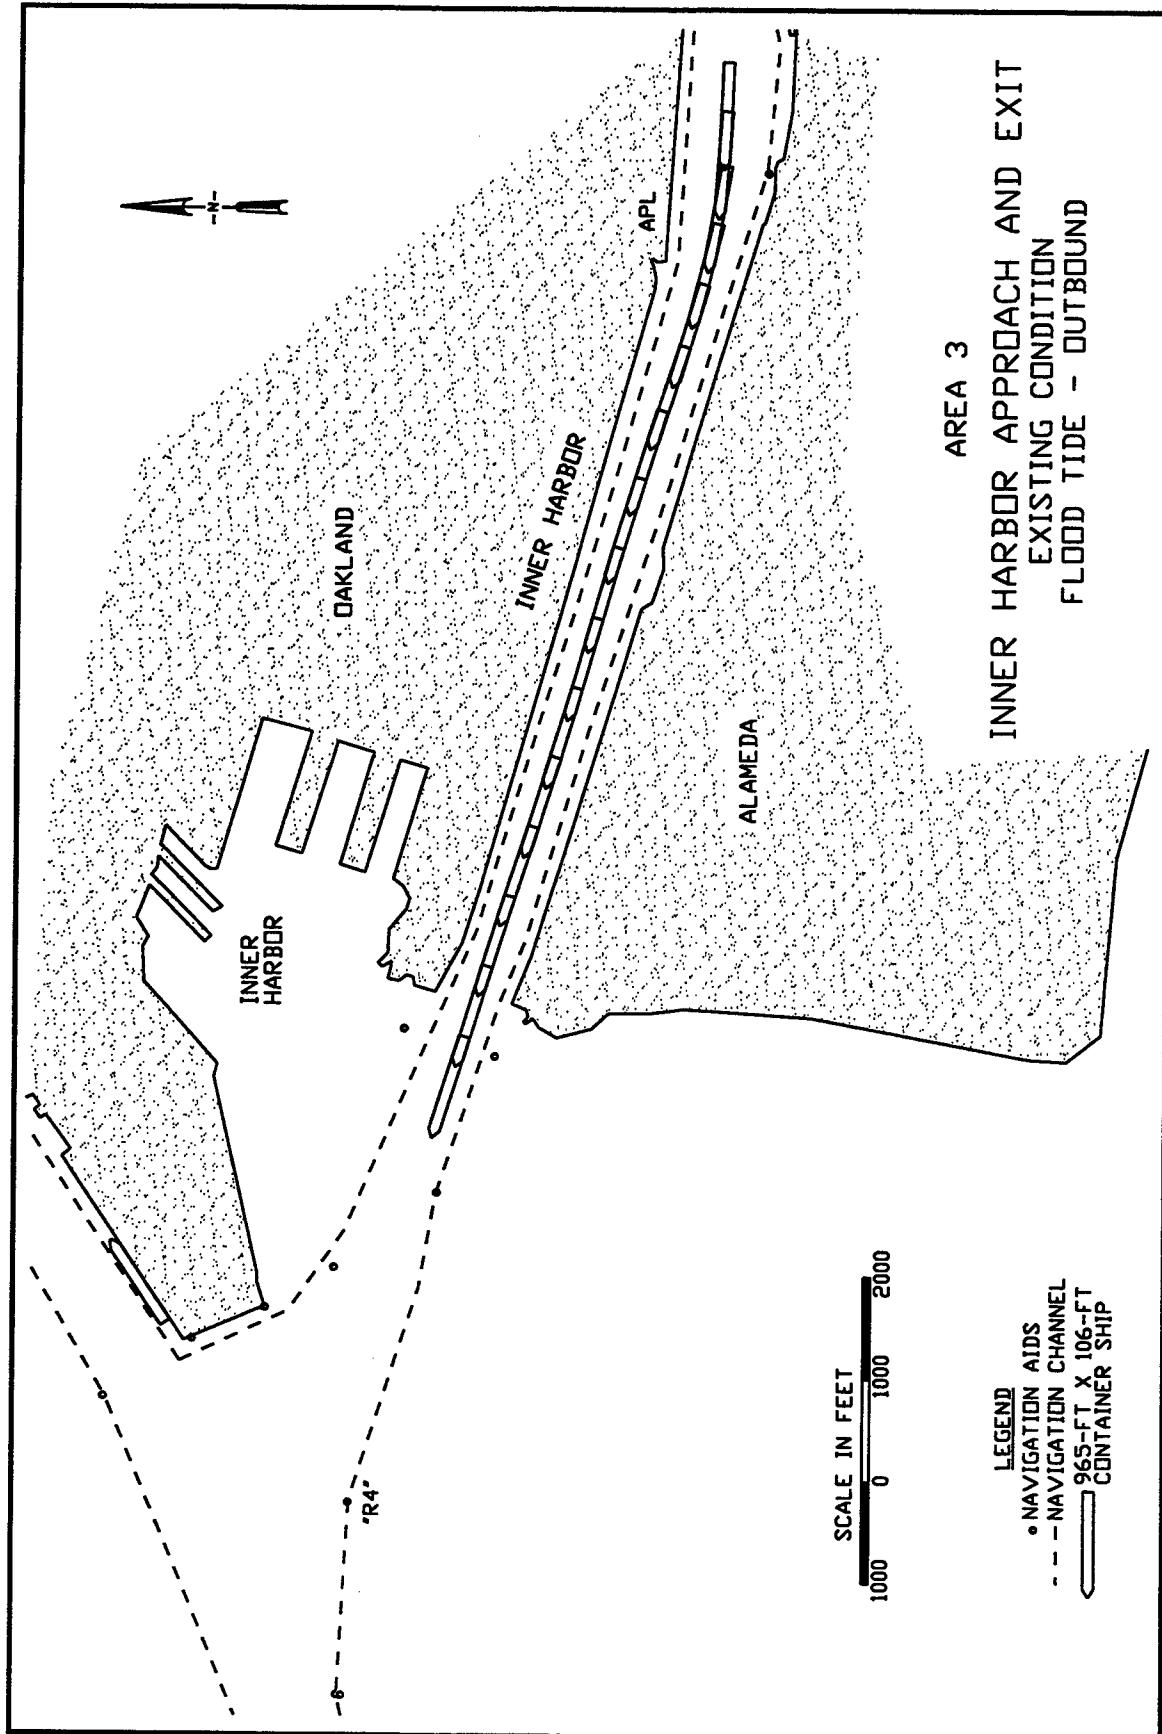 -N-
APL
OAKLAND
INNER HARBOR
INNER
HARBOR
ALAMEDA
"R4"
6
SCALE IN FEET
1000 0 1000 2000
LEGEND
NAVIGATION AIDS
NAVIGATION CHANNEL
965-FT X 106-FT
CONTAINER SHIP
AREA 3
INNER HARBOR APPROACH AND EXIT
EXISTING CONDITION
FLOOD TIDE - OUTBOUND